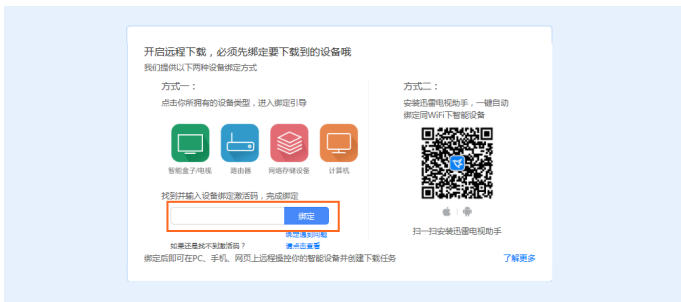 开启远程下载，必须先绑定要下载到的设备哦
我们提供以下两种设备绑定方式
方式一：
点击你所拥有的设备类型，进入绑定引导
智能盒子/电视
路由器
网络存储设备
计算机
找到并输入设备绑定激活码，完成绑定
绑定
绑定遇到问题
如果还是找不到激活码？
请点击查看
方式二：
安装迅雷电视助手，一键自动
绑定同WiFi下智能设备
扫一扫安装迅雷电视助手
绑定后即可在PC、手机、网页上远程操控你的智能设备并创建下载任务
了解更多